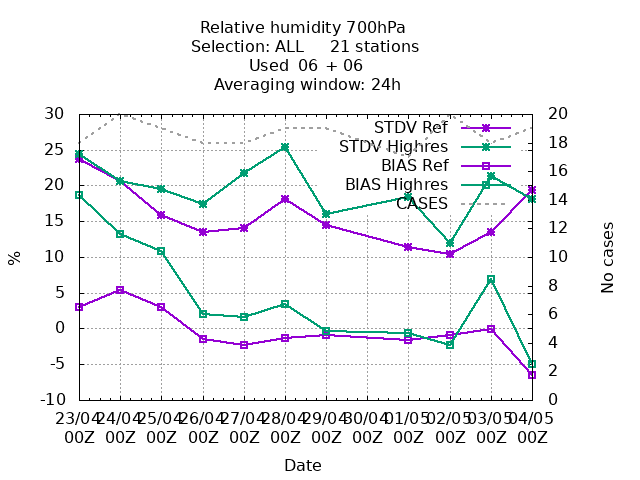 Relative humidity 700hPa
Selection: ALL     21 stations
Used  06 + 06
Averaging window: 24h
30
25
20
15
10
5
0
-5
-10
%
STDV Ref
STDV Highres
BIAS Ref
BIAS Highres
CASES
20
18
16
14
12
10
8
6
4
2
0
No cases
23/04 24/04 25/04 26/04 27/04 28/04 29/04 30/04 01/05 02/05 03/05 04/05
00Z 00Z 00Z 00Z 00Z 00Z 00Z 00Z 00Z 00Z 00Z 00Z
Date